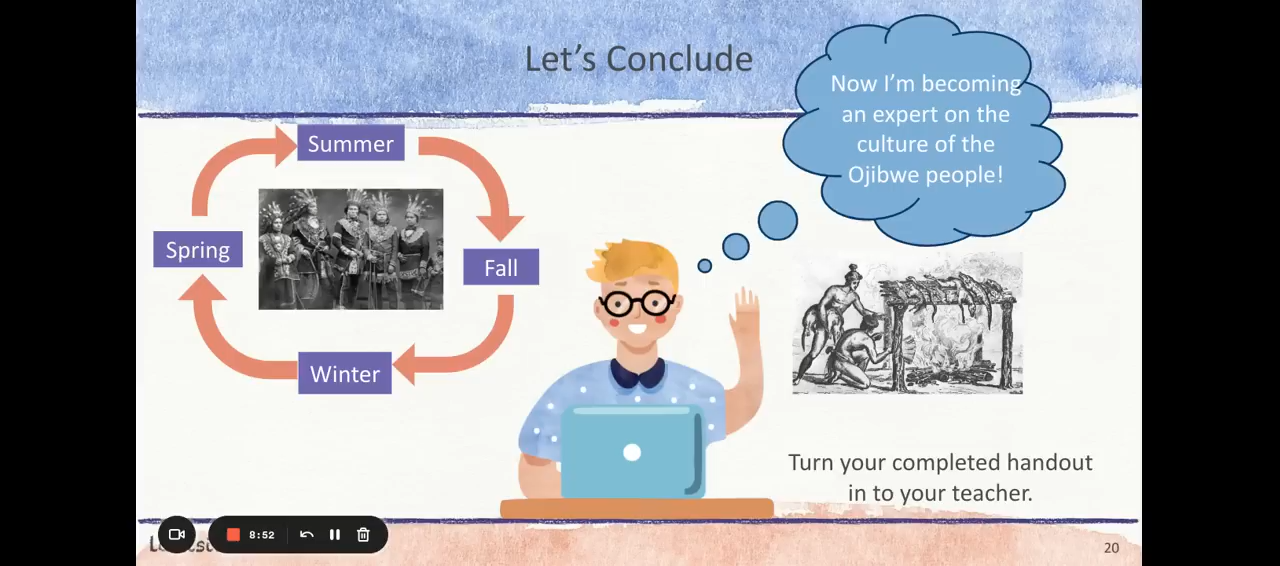 Let's Conclude
Now I'm becoming
an expert on the
culture of the
Ojibwe people!
Summer
Spring
Fall
Winter
Turn your completed handout
in to your teacher.
8:52
20